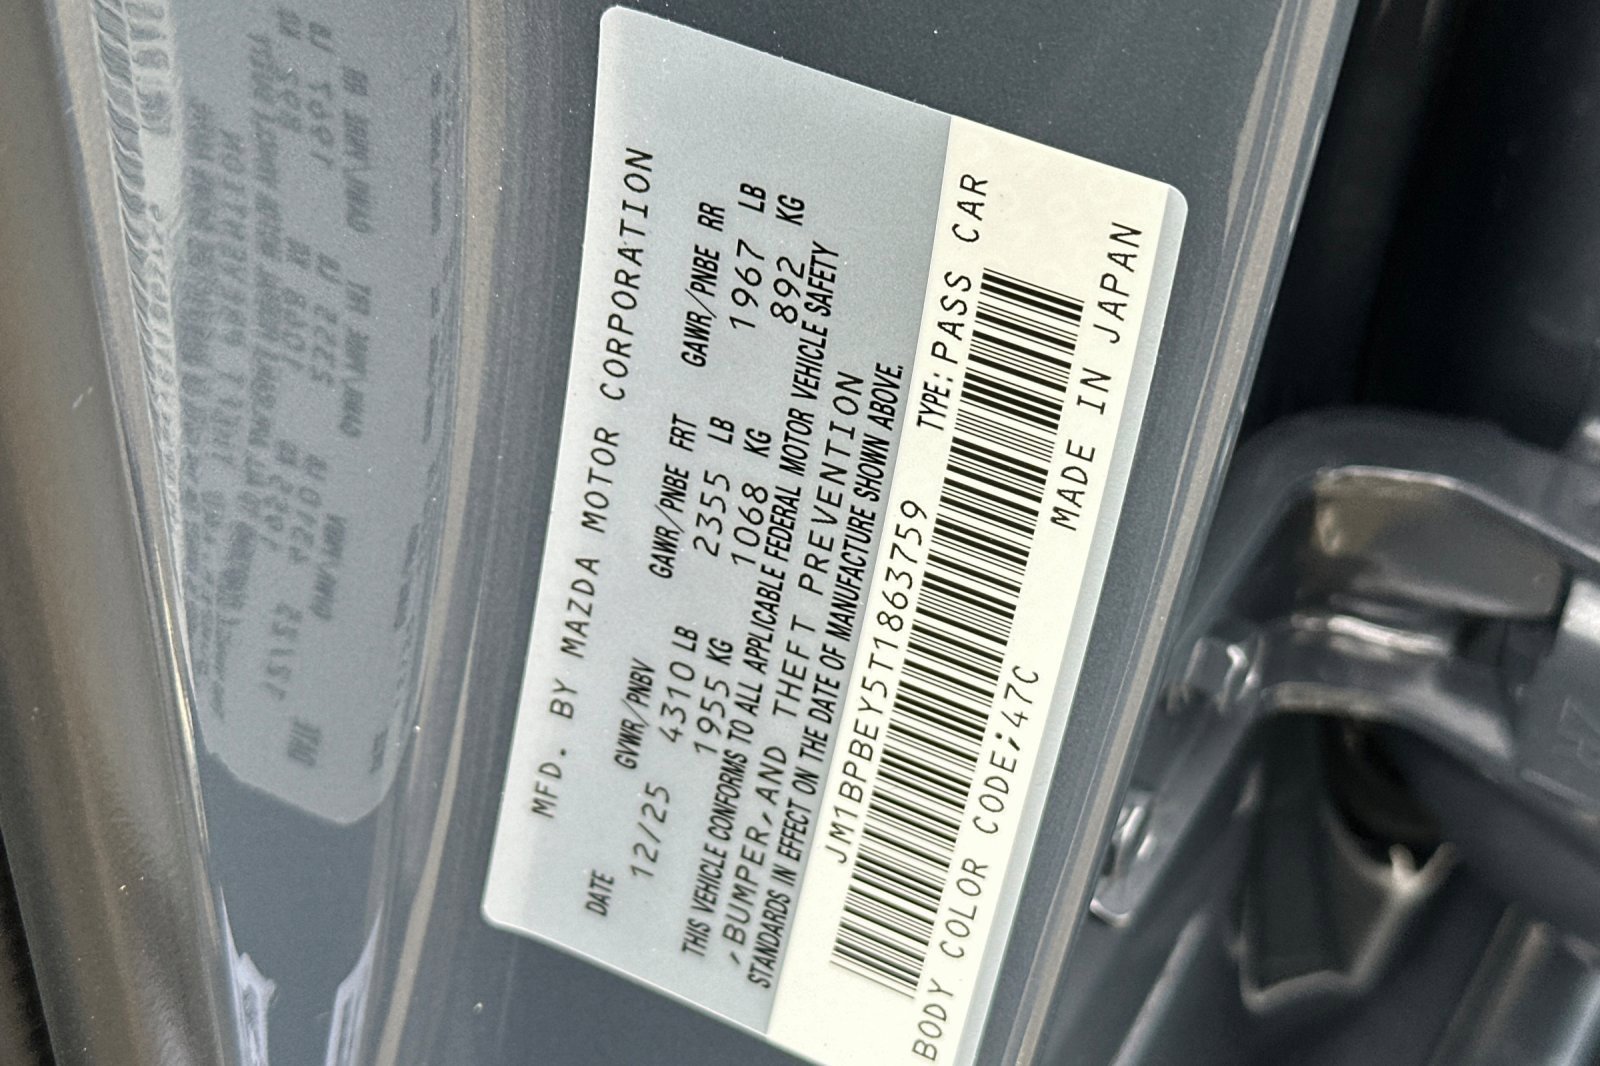 MFD. BY MAZDA MOTOR CORPORATION
DATE GVWR/PNBV GAWR/PNBE FRT GAWR/PNBE RR
12/25 4310 LB 2355 LB 1967 LB
1955 KG 1068 KG 892 KG
THIS VEHICLE CONFORMS TO ALL APPLICABLE FEDERAL MOTOR VEHICLE SAFETY
,BUMPER,AND THEFT PREVENTION
STANDARDS IN EFFECT ON THE DATE OF MANUFACTURE SHOWN ABOVE.
JM1BPBEY5T1863759 TYPE:PASS CAR
BODY COLOR CODE;47C MADE IN JAPAN